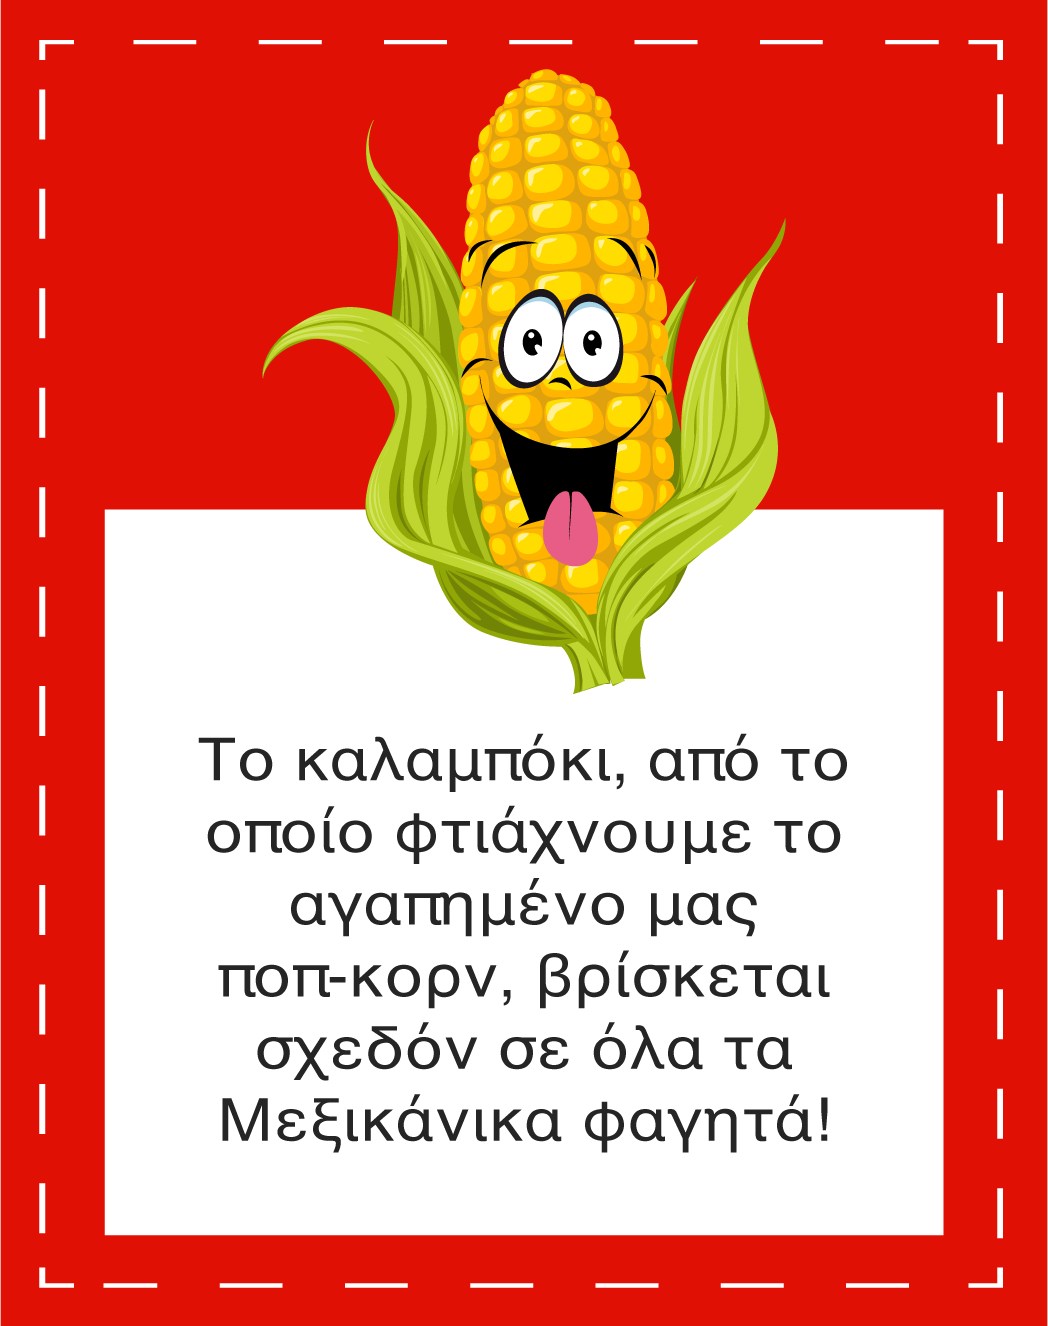 Το καλαμπόκι, από το
οποίο φτιάχνουμε το
αγαπημένο μας
ποπ-κορν, βρίσκεται
σχεδόν σε όλα τα
Μεξικάνικα φαγητά!